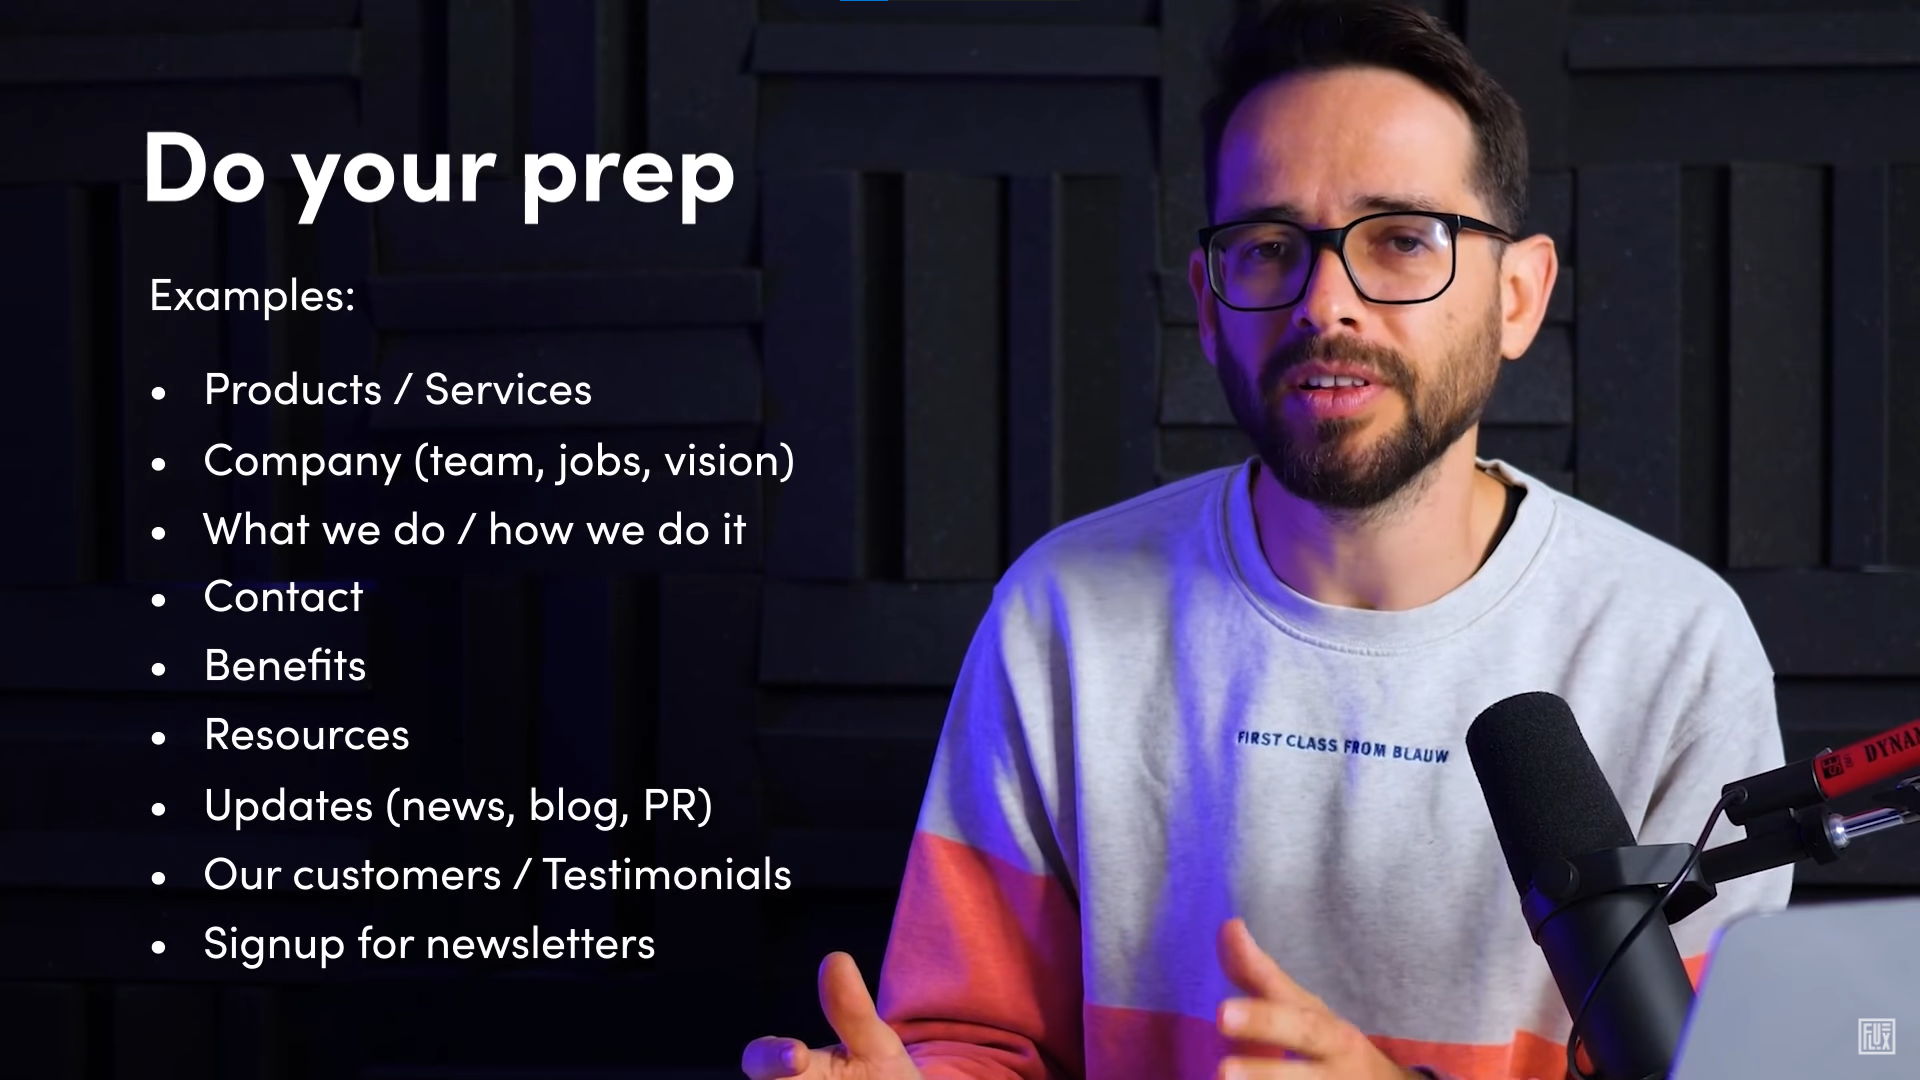 Do your prep
Examples:
• Products / Services
• Company (team, jobs, vision)
• What we do / how we do it
• Contact
• Benefits
• Resources
• Updates (news, blog, PR)
• Our customers / Testimonials
• Signup for newsletters
FIRST CLASS FROM BLAUW
FLUX